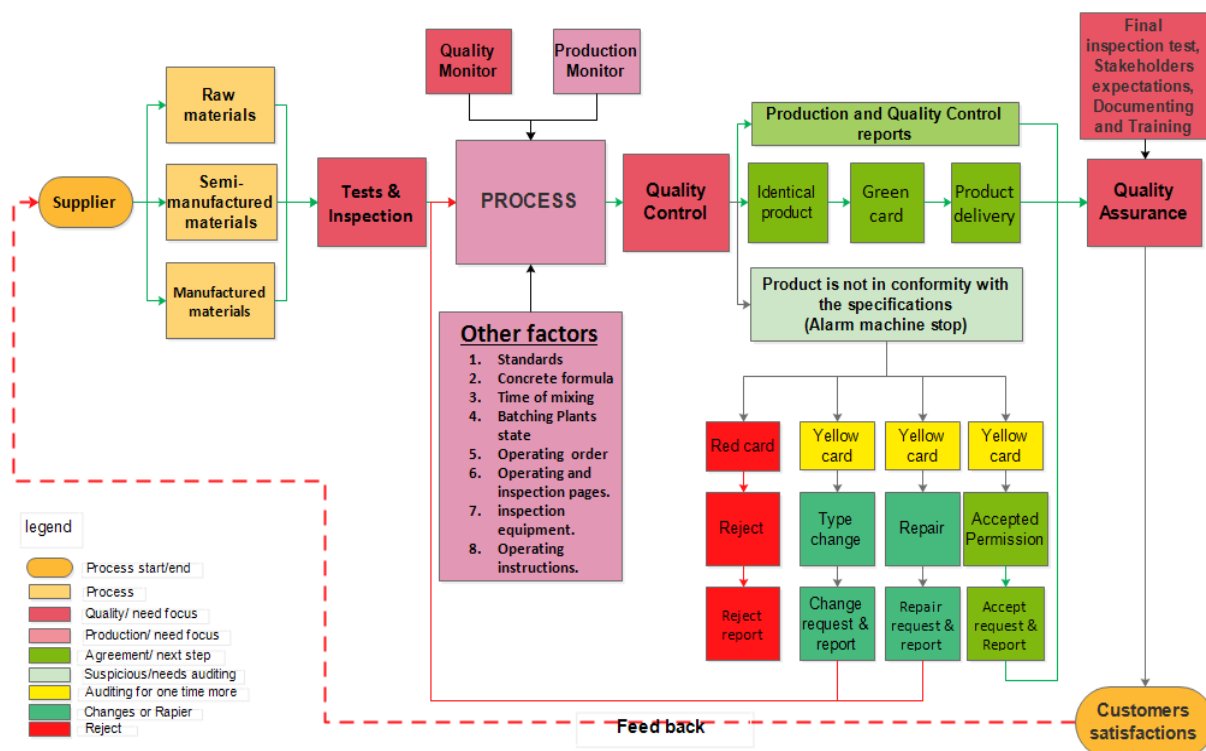 Supplier
Raw
materials
Semi-
manufactured
materials
Manufactured
materials
Tests &
Inspection
Quality
Monitor
Production
Monitor
PROCESS
Other factors
1. Standards
2. Concrete formula
3. Time of mixing
4. Batching Plants
state
5. Operating order
6. Operating and
inspection pages.
7. inspection
equipment.
8. Operating
instructions.
Quality
Control
Production and Quality Control
reports
Identical
product
Green
card
Product
delivery
Product is not in conformity with
the specifications
(Alarm machine stop)
Red card
Yellow
card
Yellow
card
Yellow
card
Reject
Type
change
Repair
Accepted
Permission
Reject
report
Change
request &
report
Repair
request &
report
Accept
request &
Report
Final
inspection test,
Stakeholders
expectations,
Documenting
and Training
Quality
Assurance
Customers
satisfactions
Feed back
legend
Process start/end
Process
Quality/ need focus
Production/ need focus
Agreement/ next step
Suspicious/needs auditing
Auditing for one time more
Changes or Rapier
Reject